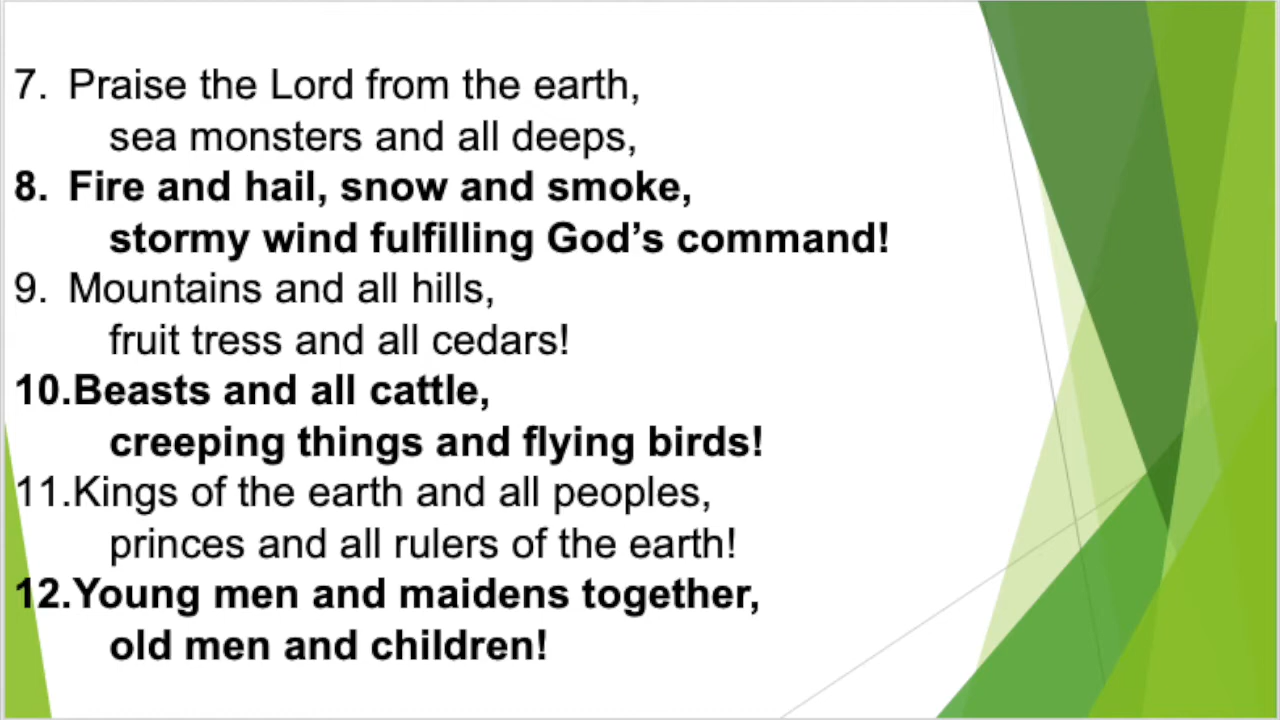 7. Praise the Lord from the earth,
sea monsters and all deeps,
8. Fire and hail, snow and smoke,
stormy wind fulfilling God’s command!
9. Mountains and all hills,
fruit tress and all cedars!
10.Beasts and all cattle,
creeping things and flying birds!
11.Kings of the earth and all peoples,
princes and all rulers of the earth!
12.Young men and maidens together,
old men and children!